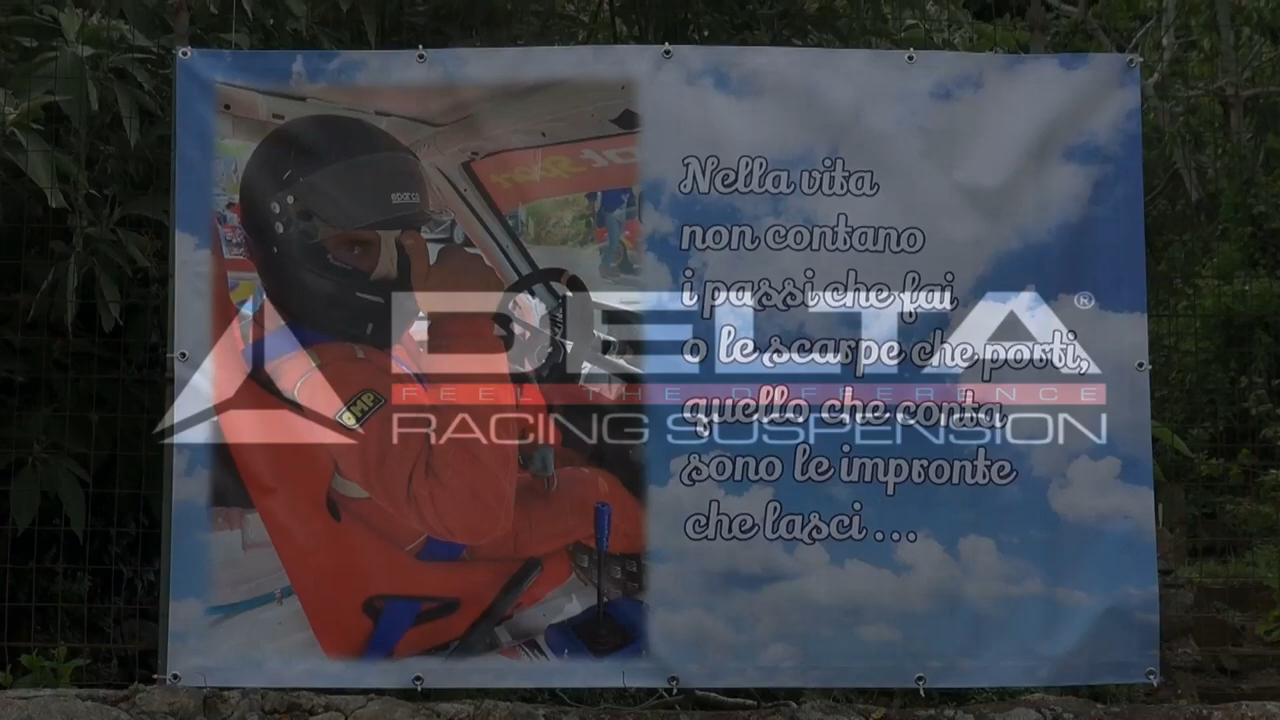 Nella vita
non contano
i passi che fai
o le scarpe che porti,
quello che conta
sono le impronte
che lasci...
sparco
OMP
DELTA®
FEEL THE DIFFERENCE
RACING SUSPENSION